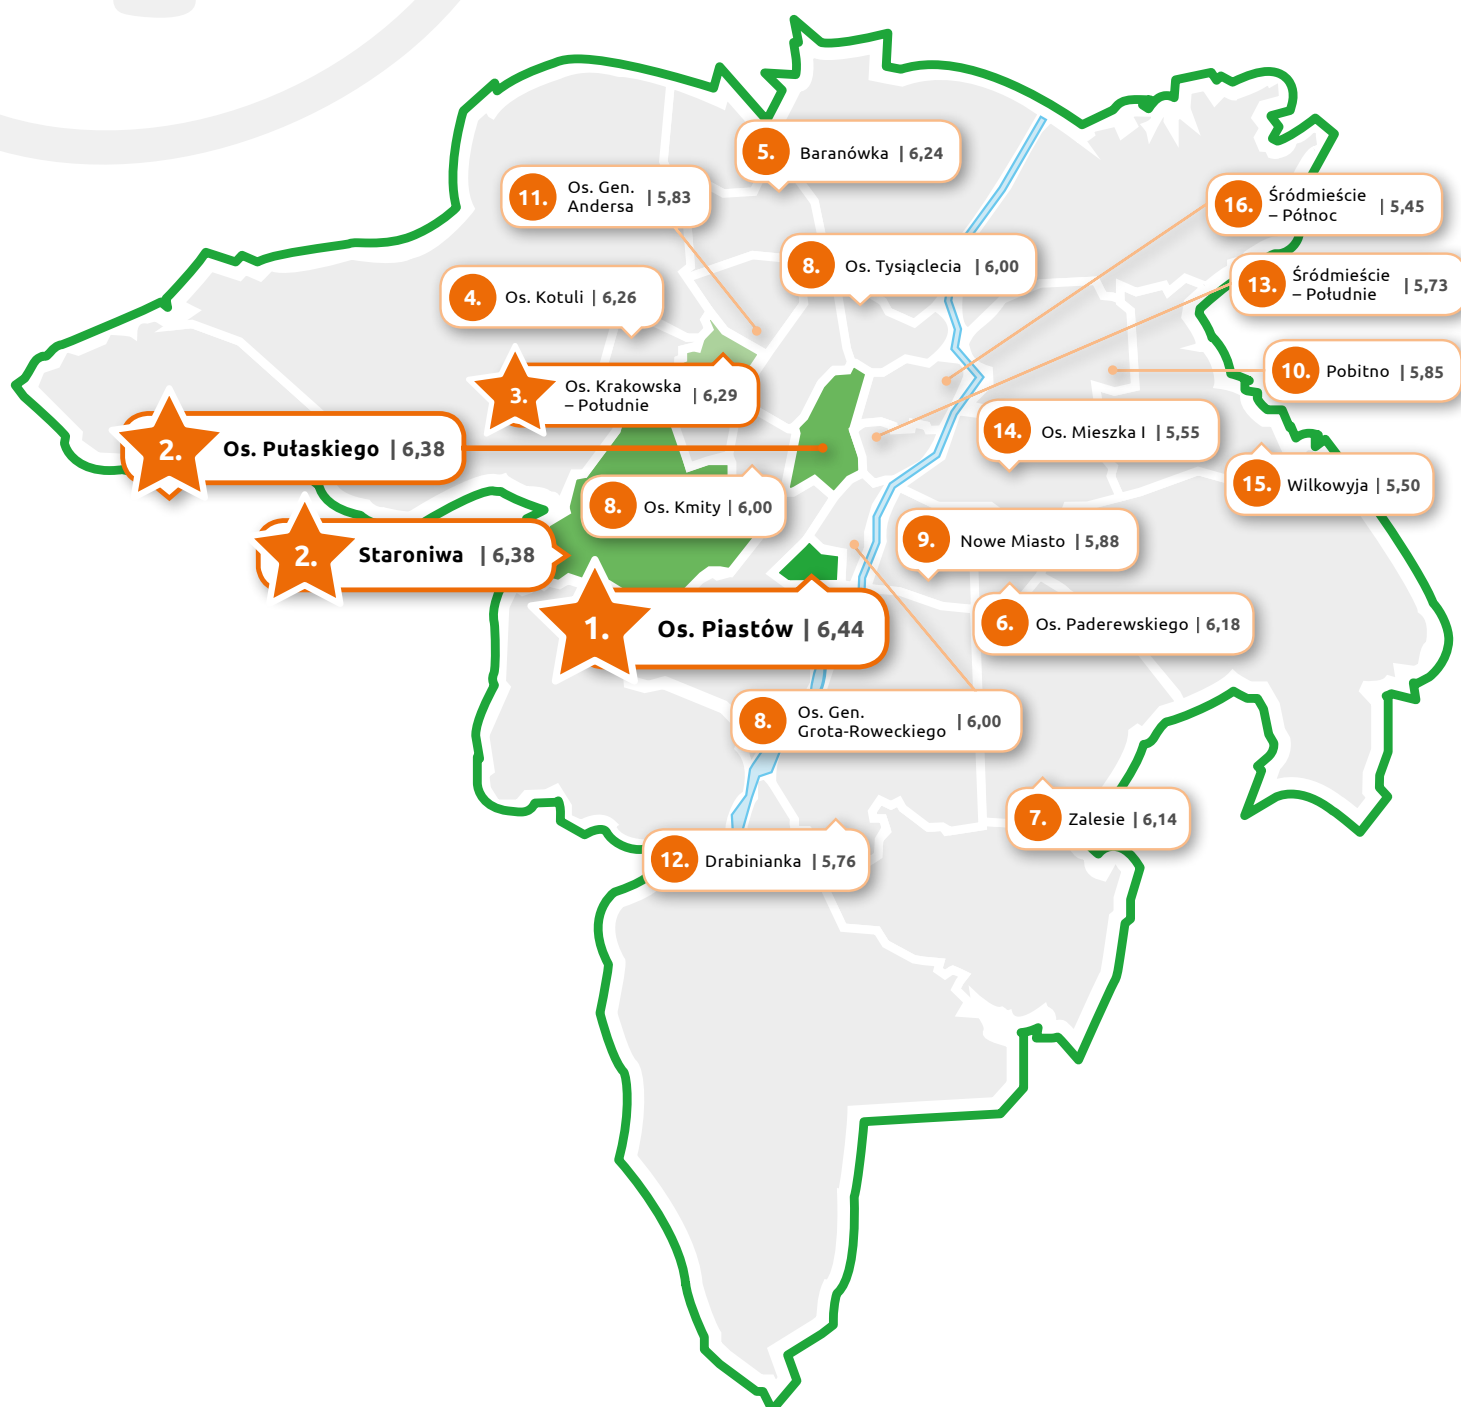 5. Baranówka | 6,24
11. Os. Gen.
Andersa | 5,83
16. Śródmieście
– Północ | 5,45
8. Os. Tysiąclecia | 6,00
13. Śródmieście
– Południe | 5,73
4. Os. Kotuli | 6,26
10. Pobitno | 5,85
3. Os. Krakowska
– Południe | 6,29
14. Os. Mieszka I | 5,55
2. Os. Pułaskiego | 6,38
15. Wilkowyja | 5,50
8. Os. Kmity | 6,00
9. Nowe Miasto | 5,88
2. Staroniwa | 6,38
6. Os. Paderewskiego | 6,18
1. Os. Piastów | 6,44
8. Os. Gen.
Grota-Roweckiego | 6,00
7. Zalesie | 6,14
12. Drabinianka | 5,76